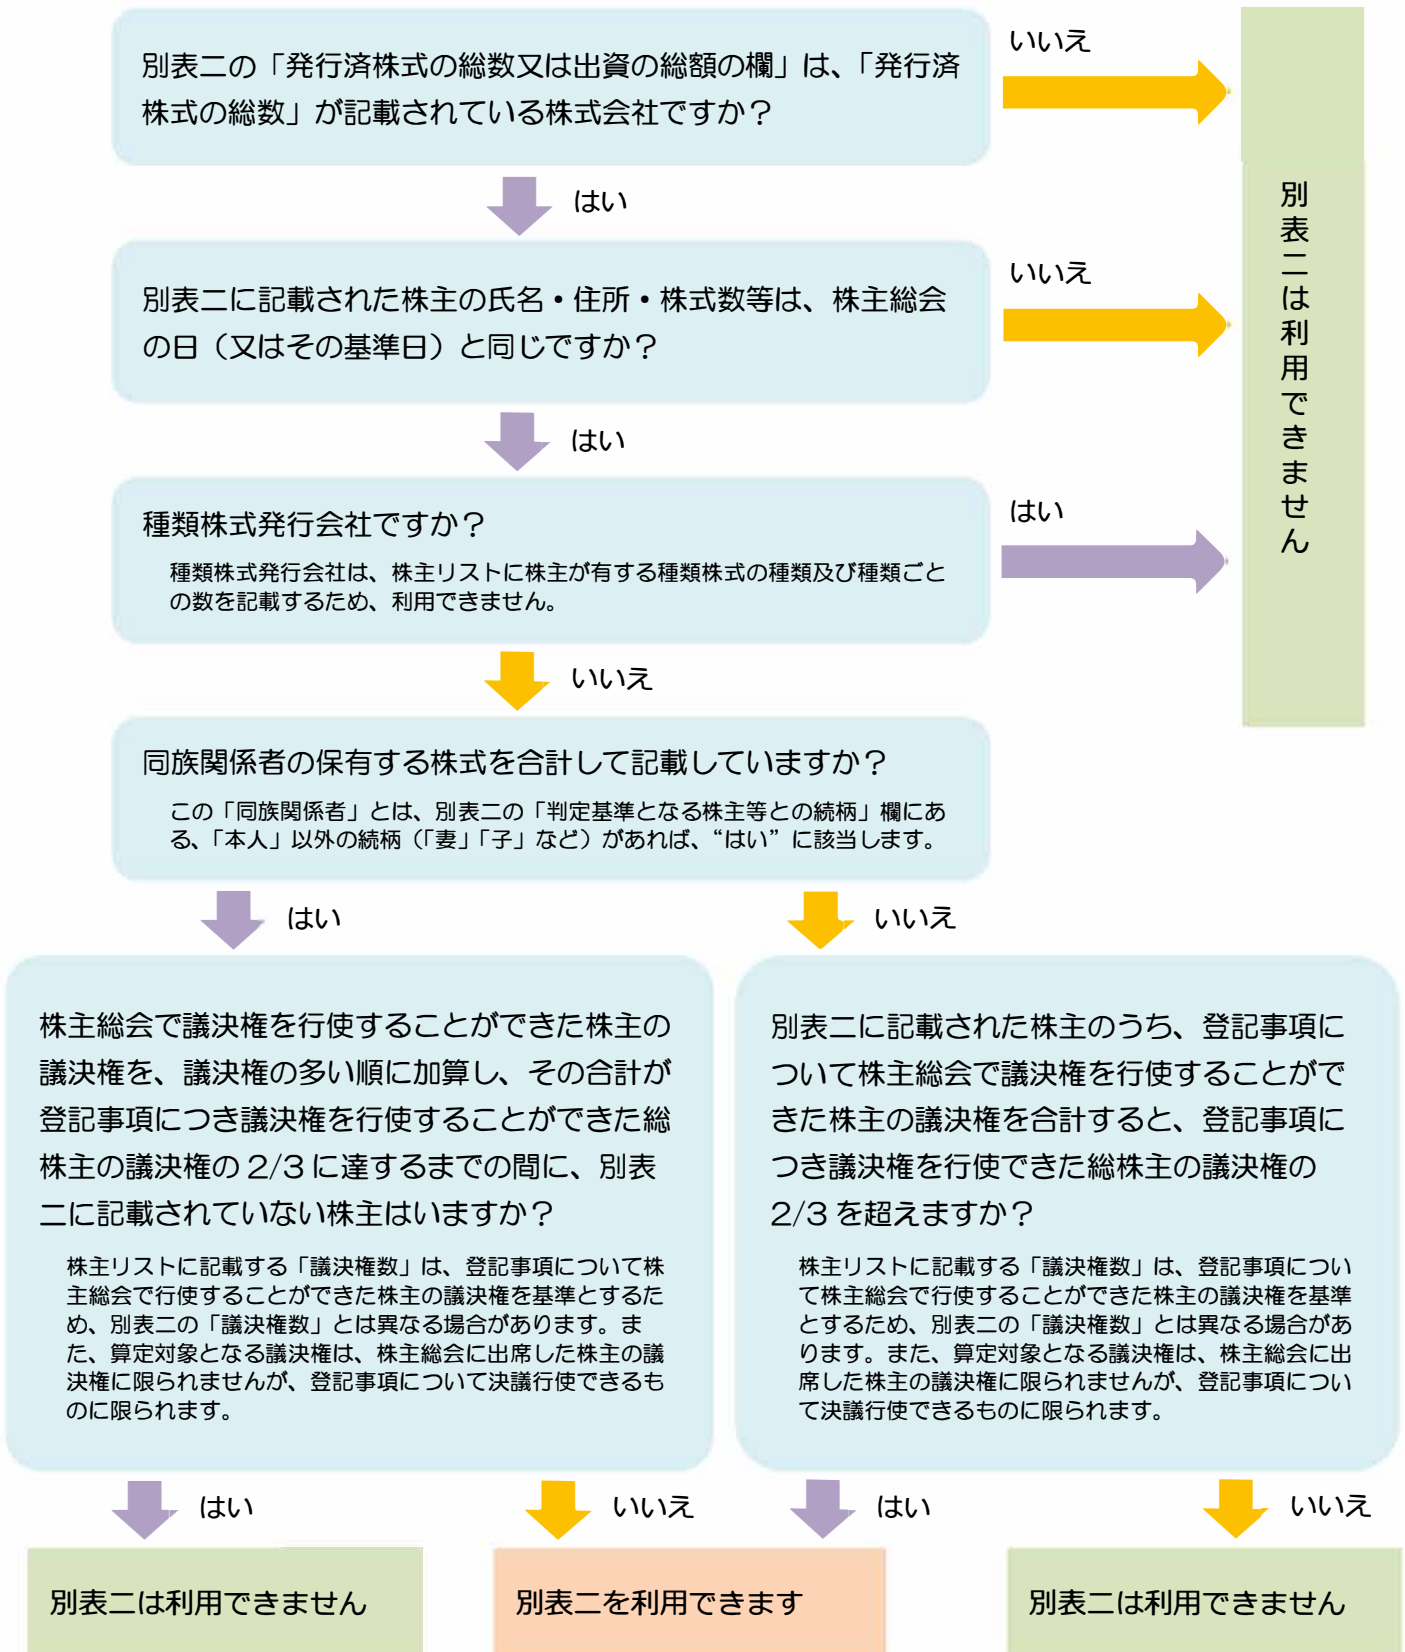 別表二の「発行済株式の総数又は出資の総額の欄」は、「発行済
株式の総数」が記載されている株式会社ですか？
いいえ
はい
別表二は利用できません
別表二に記載された株主の氏名・住所・株式数等は、株主総会
の日（又はその基準日）と同じですか？
いいえ
はい
種類株式発行会社ですか？
種類株式発行会社は、株主リストに株主が有する種類株式の種類及び種類ごと
の数を記載するため、利用できません。
はい
いいえ
同族関係者の保有する株式を合計して記載していますか？
この「同族関係者」とは、別表二の「判定基準となる株主等との続柄」欄にあ
る、「本人」以外の続柄（「妻」「子」など）があれば、“はい”に該当します。
はい
いいえ
株主総会で議決権を行使することができた株主の
議決権を、議決権の多い順に加算し、その合計が
登記事項につき議決権を行使することができた総
株主の議決権の 2/3 に達するまでの間に、別表
二に記載されていない株主はいますか？
株主リストに記載する「議決権数」は、登記事項について株
主総会で行使することができた株主の議決権を基準とするた
め、別表二の「議決権数」とは異なる場合があります。ま
た、算定対象となる議決権は、株主総会に出席した株主の議
決権に限られませんが、登記事項について決議行使できるも
のに限られます。
別表二に記載された株主のうち、登記事項に
ついて株主総会で議決権を行使することがで
きた株主の議決権を合計すると、登記事項に
つき議決権を行使できた総株主の議決権の
2/3 を超えますか？
株主リストに記載する「議決権数」は、登記事項につい
て株主総会で行使することができた株主の議決権を基準
とするため、別表二の「議決権数」とは異なる場合があ
ります。また、算定対象となる議決権は、株主総会に出
席した株主の議決権に限られませんが、登記事項につい
て決議行使できるものに限られます。
はい
いいえ
はい
いいえ
別表二は利用できません
別表二を利用できます
別表二は利用できません